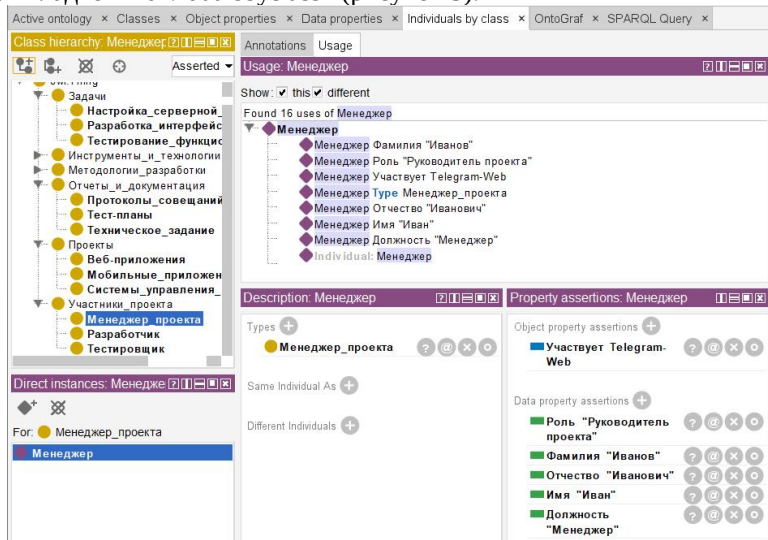 Active ontology × Classes × Object properties × Data properties × Individuals by class × OntoGraf × SPARQL Query ×
Class hierarchy: Менеджер
Asserted
Задачи
Настройка_серверной_
Разработка_интерфейс
Тестирование_функцис
Инструменты_и_технологии
Методологии_разработки
Отчеты_и_документация
Протоколы_совещаний
Тест-планы
Техническое_задание
Проекты
Веб-приложения
Мобильные_приложен
Системы_управления_
Участники_проекта
Менеджер_проекта
Разработчик
Тестировщик
Direct instances: Менедже
For: Менеджер_проекта
Менеджер
Annotations Usage
Usage: Менеджер
Show: this different
Found 16 uses of Менеджер
Менеджер
Менеджер Фамилия "Иванов"
Менеджер Роль "Руководитель проекта"
Менеджер Участвует Telegram-Web
Менеджер Type Менеджер_проекта
Менеджер Отчество "Иванович"
Менеджер Имя "Иван"
Менеджер Должность "Менеджер"
Individual: Менеджер
Description: Менеджер
Types
Менеджер_проекта
Same Individual As
Different Individuals
Property assertions: Менеджер
Object property assertions
Участвует Telegram-
Web
Data property assertions
Роль "Руководитель
проекта"
Фамилия "Иванов"
Отчество "Иванович"
Имя "Иван"
Должность
"Менеджер"